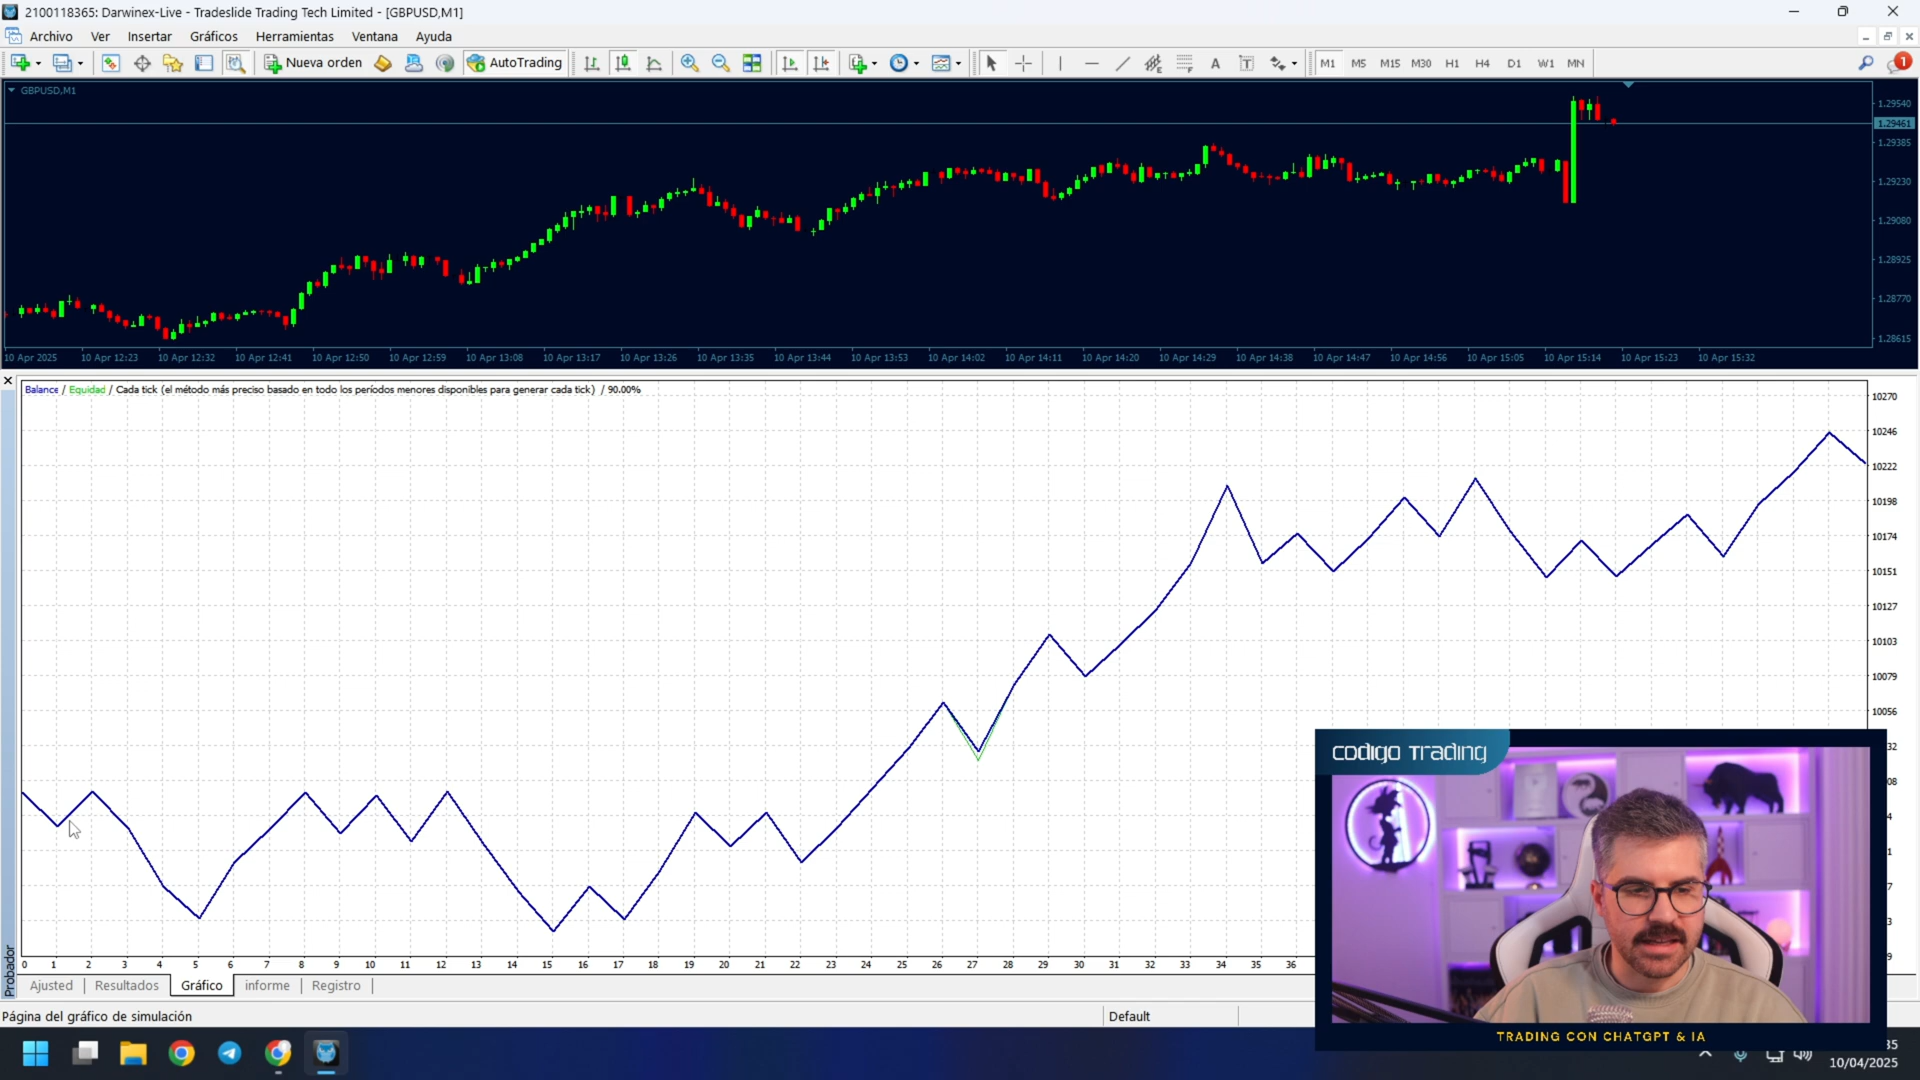 2100118365: Darwinex-Live - Tradeslide Trading Tech Limited - [GBPUSD,M1]
Archivo Ver Insertar Gráficos Herramientas Ventana Ayuda
Nueva orden AutoTrading A T M1 M5 M15 M30 H1 H4 D1 W1 MN 1
GBPUSD,M1
1.29540
1.29461
1.29385
1.29230
1.29080
1.28925
1.28770
1.28615
10 Apr 2025 10 Apr 12:23 10 Apr 12:32 10 Apr 12:41 10 Apr 12:50 10 Apr 12:59 10 Apr 13:08 10 Apr 13:17 10 Apr 13:26 10 Apr 13:35 10 Apr 13:44 10 Apr 13:53 10 Apr 14:02 10 Apr 14:11 10 Apr 14:20 10 Apr 14:29 10 Apr 14:38 10 Apr 14:47 10 Apr 14:56 10 Apr 15:05 10 Apr 15:14 10 Apr 15:23 10 Apr 15:32
Balance / Equidad / Cada tick (el método más preciso basado en todo los períodos menores disponibles para generar cada tick) / 90.00%
10270
10246
10222
10198
10174
10151
10127
10103
10079
10056
32
08
4
1
7
3
9
codigo Trading
0 1 2 3 4 5 6 7 8 9 10 11 12 13 14 15 16 17 18 19 20 21 22 23 24 25 26 27 28 29 30 31 32 33 34 35 36
Probador
Ajusted Resultados Gráfico informe Registro
Página del gráfico de simulación Default
TRADING CON CHATGPT & IA
35
10/04/2025